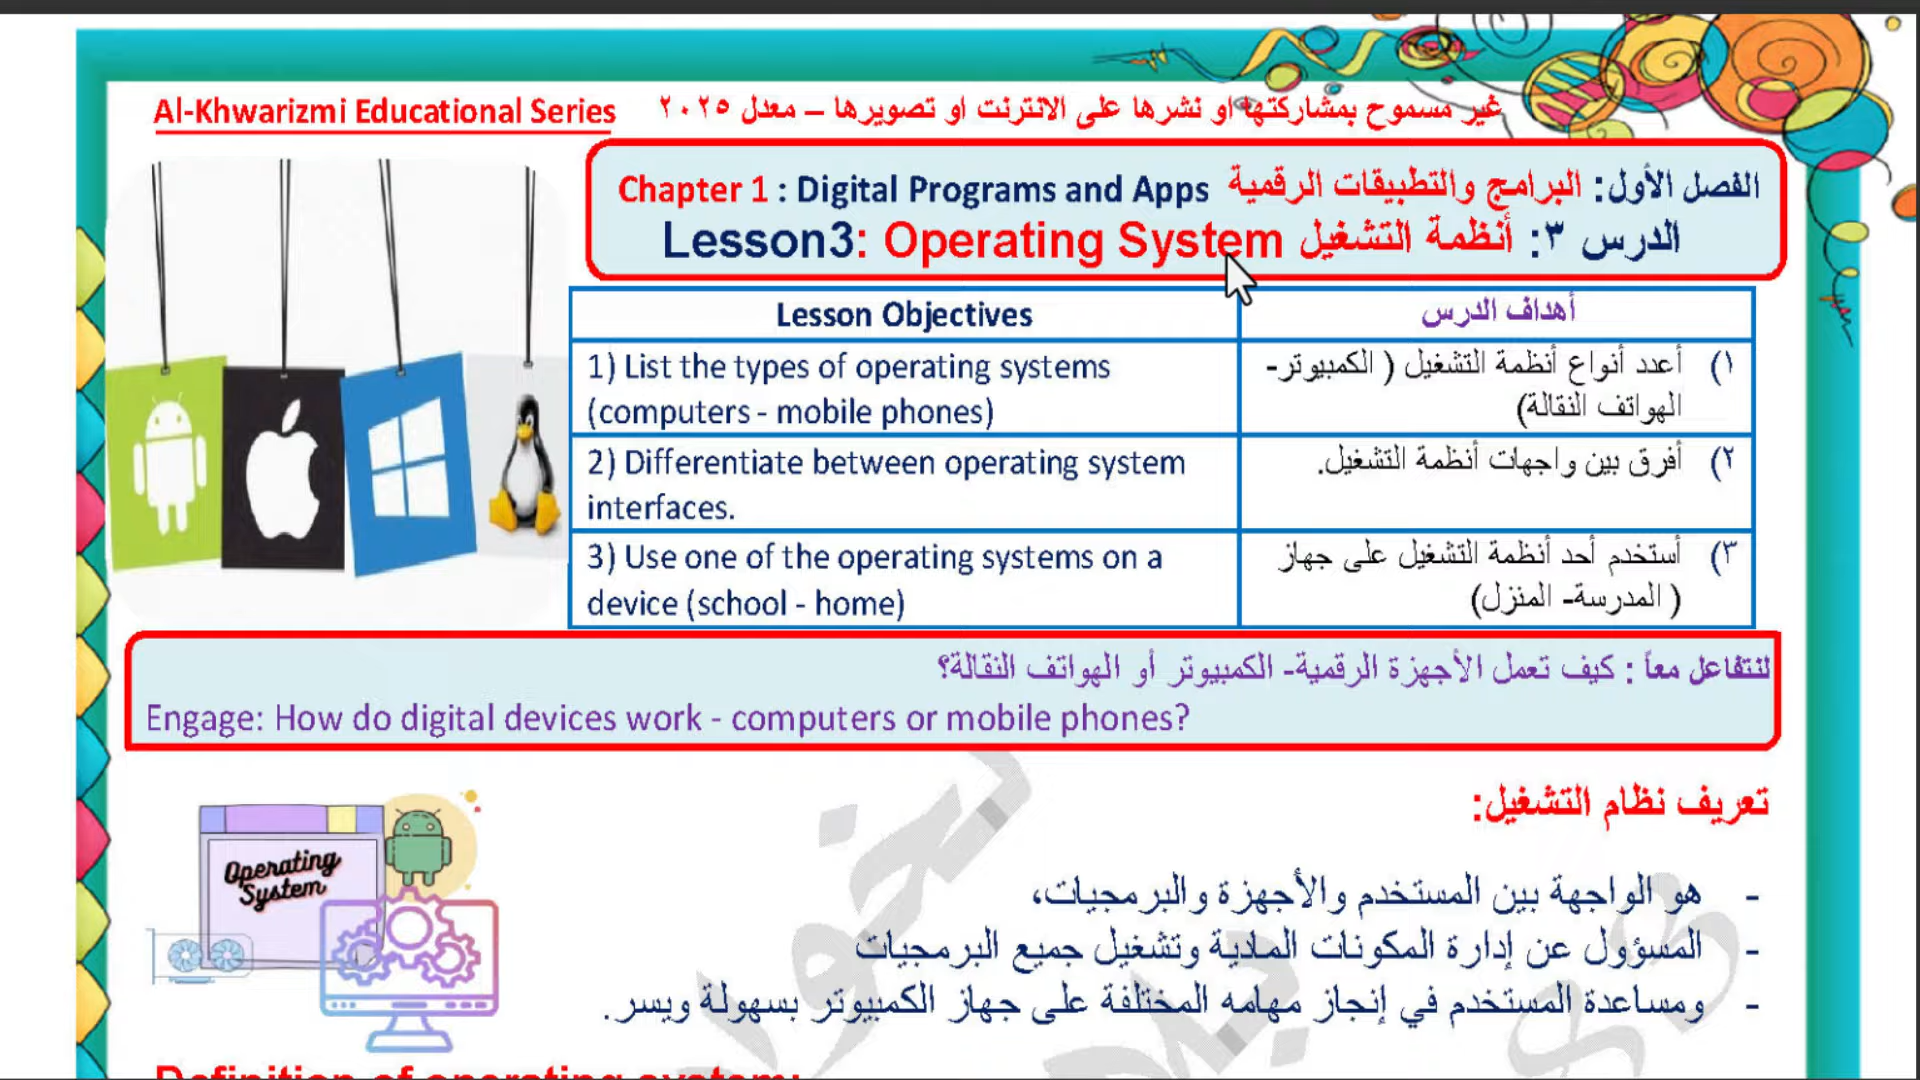 Al-Khwarizmi Educational Series غير مسموح بمشاركتها او نشرها على الانترنت او تصويرها – معدل ٢٠٢٥
Chapter 1 : Digital Programs and Apps الفصل الأول: البرامج والتطبيقات الرقمية
Lesson3: Operating System الدرس ٣: أنظمة التشغيل
Lesson Objectives
أهداف الدرس
1) List the types of operating systems
(computers - mobile phones)
١) أعدد أنواع أنظمة التشغيل ( الكمبيوتر-
الهواتف النقالة)
2) Differentiate between operating system
interfaces.
٢) أفرق بين واجهات أنظمة التشغيل.
3) Use one of the operating systems on a
device (school - home)
٣) أستخدم أحد أنظمة التشغيل على جهاز
( المدرسة- المنزل)
لنتفاعل معاً : كيف تعمل الأجهزة الرقمية- الكمبيوتر أو الهواتف النقالة؟
Engage: How do digital devices work - computers or mobile phones?
تعريف نظام التشغيل:
Operating
System
- هو الواجهة بين المستخدم والأجهزة والبرمجيات،
- المسؤول عن إدارة المكونات المادية وتشغيل جميع البرمجيات
- ومساعدة المستخدم في إنجاز مهامه المختلفة على جهاز الكمبيوتر بسهولة ويسر.
Definition of operating system: